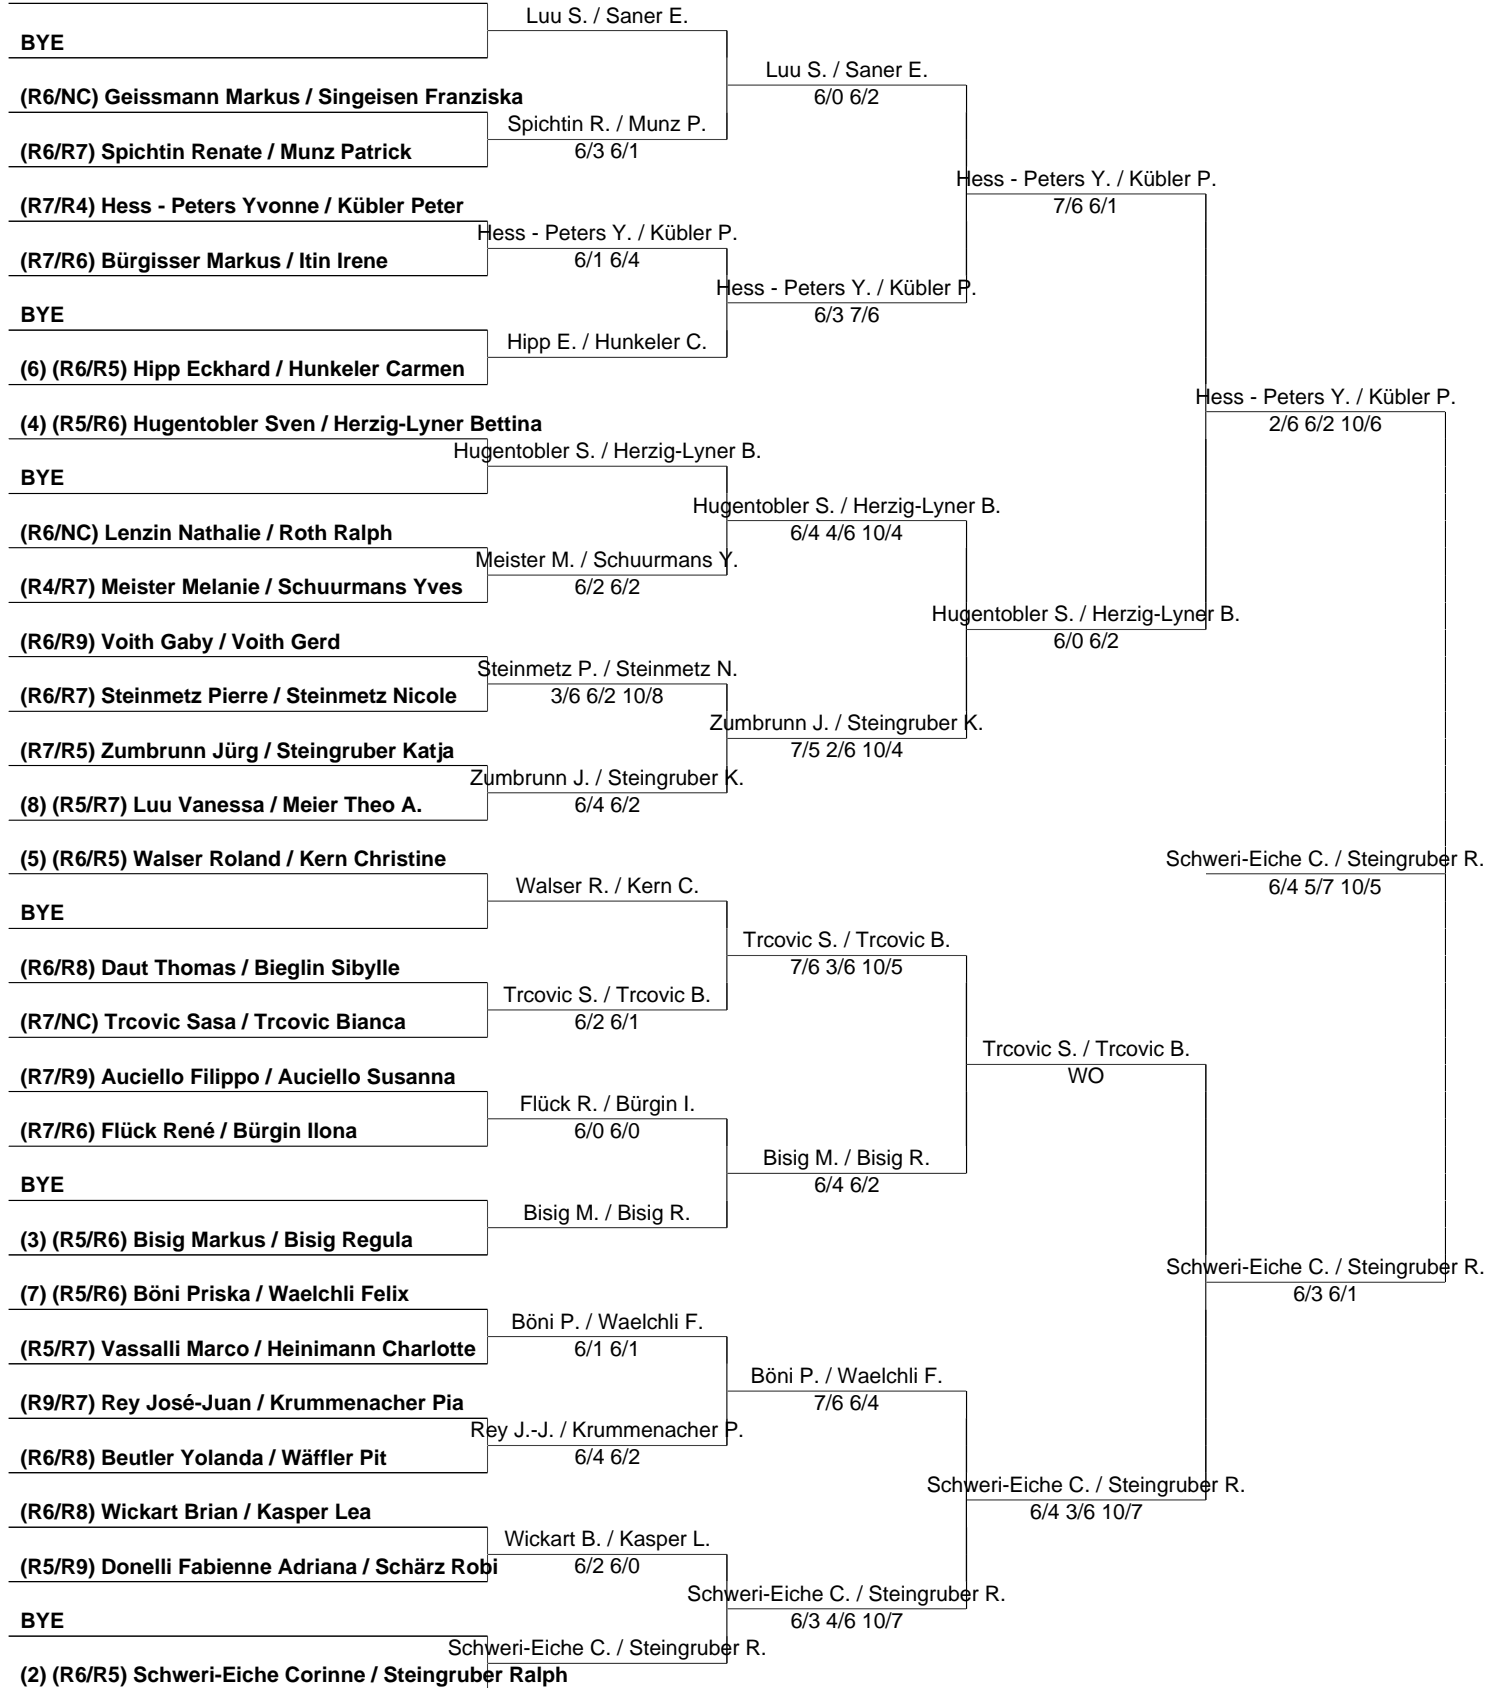 Luu S. / Saner E.
BYE
Luu S. / Saner E.
(R6/NC) Geissmann Markus / Singeisen Franziska
6/0 6/2
Spichtin R. / Munz P.
(R6/R7) Spichtin Renate / Munz Patrick
6/3 6/1
Hess - Peters Y. / Kübler P.
(R7/R4) Hess - Peters Yvonne / Kübler Peter
7/6 6/1
Hess - Peters Y. / Kübler P.
(R7/R6) Bürgisser Markus / Itin Irene
6/1 6/4
Hess - Peters Y. / Kübler P.
BYE
6/3 7/6
Hipp E. / Hunkeler C.
(6) (R6/R5) Hipp Eckhard / Hunkeler Carmen
Hess - Peters Y. / Kübler P.
(4) (R5/R6) Hugentobler Sven / Herzig-Lyner Bettina
2/6 6/2 10/6
Hugentobler S. / Herzig-Lyner B.
BYE
Hugentobler S. / Herzig-Lyner B.
(R6/NC) Lenzin Nathalie / Roth Ralph
6/4 4/6 10/4
Meister M. / Schuurmans Y.
(R4/R7) Meister Melanie / Schuurmans Yves
6/2 6/2
Hugentobler S. / Herzig-Lyner B.
(R6/R9) Voith Gaby / Voith Gerd
6/0 6/2
Steinmetz P. / Steinmetz N.
(R6/R7) Steinmetz Pierre / Steinmetz Nicole
3/6 6/2 10/8
Zumbrunn J. / Steingruber K.
(R7/R5) Zumbrunn Jürg / Steingruber Katja
7/5 2/6 10/4
Zumbrunn J. / Steingruber K.
(8) (R5/R7) Luu Vanessa / Meier Theo A.
6/4 6/2
(5) (R6/R5) Walser Roland / Kern Christine
Schweri-Eiche C. / Steingruber R.
Walser R. / Kern C.
6/4 5/7 10/5
BYE
Trcovic S. / Trcovic B.
(R6/R8) Daut Thomas / Bieglin Sibylle
7/6 3/6 10/5
Trcovic S. / Trcovic B.
(R7/NC) Trcovic Sasa / Trcovic Bianca
6/2 6/1
Trcovic S. / Trcovic B.
(R7/R9) Auciello Filippo / Auciello Susanna
WO
Flück R. / Bürgin I.
(R7/R6) Flück René / Bürgin Ilona
6/0 6/0
Bisig M. / Bisig R.
BYE
6/4 6/2
Bisig M. / Bisig R.
(3) (R5/R6) Bisig Markus / Bisig Regula
Schweri-Eiche C. / Steingruber R.
(7) (R5/R6) Böni Priska / Waelchli Felix
6/3 6/1
Böni P. / Waelchli F.
(R5/R7) Vassalli Marco / Heinimann Charlotte
6/1 6/1
Böni P. / Waelchli F.
(R9/R7) Rey José-Juan / Krummenacher Pia
7/6 6/4
Rey J.-J. / Krummenacher P.
(R6/R8) Beutler Yolanda / Wäffler Pit
6/4 6/2
Schweri-Eiche C. / Steingruber R.
(R6/R8) Wickart Brian / Kasper Lea
6/4 3/6 10/7
Wickart B. / Kasper L.
(R5/R9) Donelli Fabienne Adriana / Schärz Robi
6/2 6/0
Schweri-Eiche C. / Steingruber R.
BYE
6/3 4/6 10/7
Schweri-Eiche C. / Steingruber R.
(2) (R6/R5) Schweri-Eiche Corinne / Steingruber Ralph